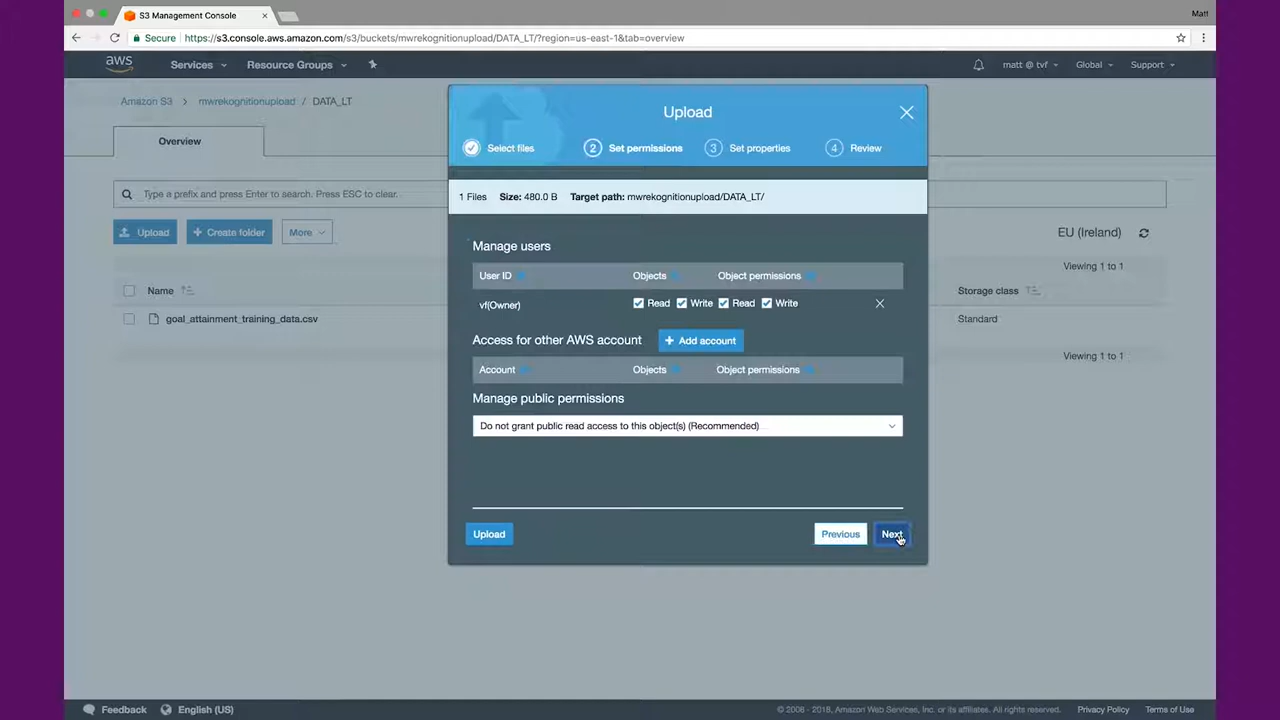 S3 Management Console
Matt
Secure https://s3.console.aws.amazon.com/s3/buckets/mwrekognitionupload/DATA_LT/?region=us-east-1&tab=overview
aws Services Resource Groups matt @ tvf Global Support
Amazon S3 > mwrekognitionupload / DATA_LT
Overview
Type a prefix and press Enter to search. Press ESC to clear.
Upload + Create folder More
EU (Ireland)
Viewing 1 to 1
Name
Storage class
goal_attainment_training_data.csv
Standard
Viewing 1 to 1
Upload
Select files 2 Set permissions 3 Set properties 4 Review
1 Files Size: 480.0 B Target path: mwrekognitionupload/DATA_LT/
Manage users
User ID Objects Object permissions
vf(Owner) Read Write Read Write
Access for other AWS account + Add account
Account Objects Object permissions
Manage public permissions
Do not grant public read access to this object(s) (Recommended)
Upload Previous Next
Feedback English (US)
© 2008 - 2018, Amazon Web Services, Inc. or its affiliates. All rights reserved. Privacy Policy Terms of Use